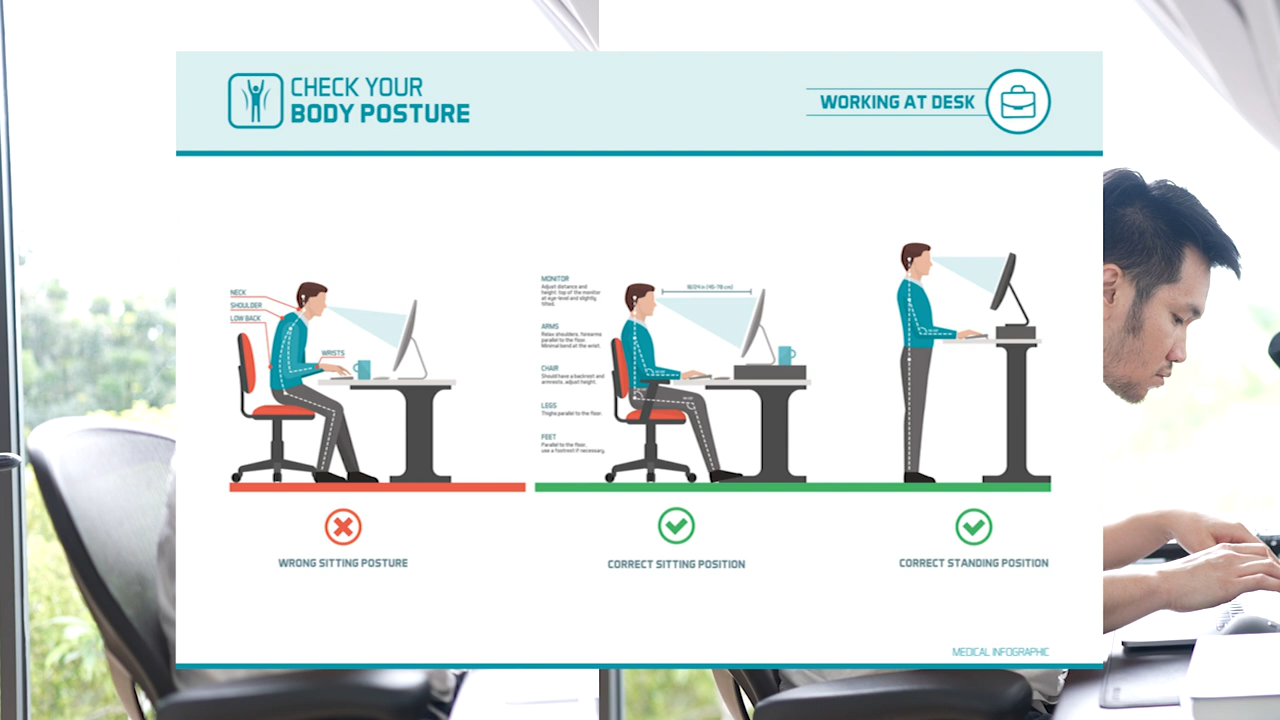 CHECK YOUR
BODY POSTURE
WORKING AT DESK
NECK
SHOULDER
LOW BACK
WRISTS
MONITOR
Adjust distance and
height: top of the monitor
at eye-level and slightly
tilted.
ARMS
Relax shoulders, forearms
parallel to the floor.
Minimal bend at the wrist.
CHAIR
Should have a backrest and
armrests, adjust height.
LEGS
Thighs parallel to the floor.
FEET
Parallel to the floor,
use a footrest if necessary.
WRONG SITTING POSTURE
CORRECT SITTING POSITION
CORRECT STANDING POSITION
MEDICAL INFOGRAPHIC